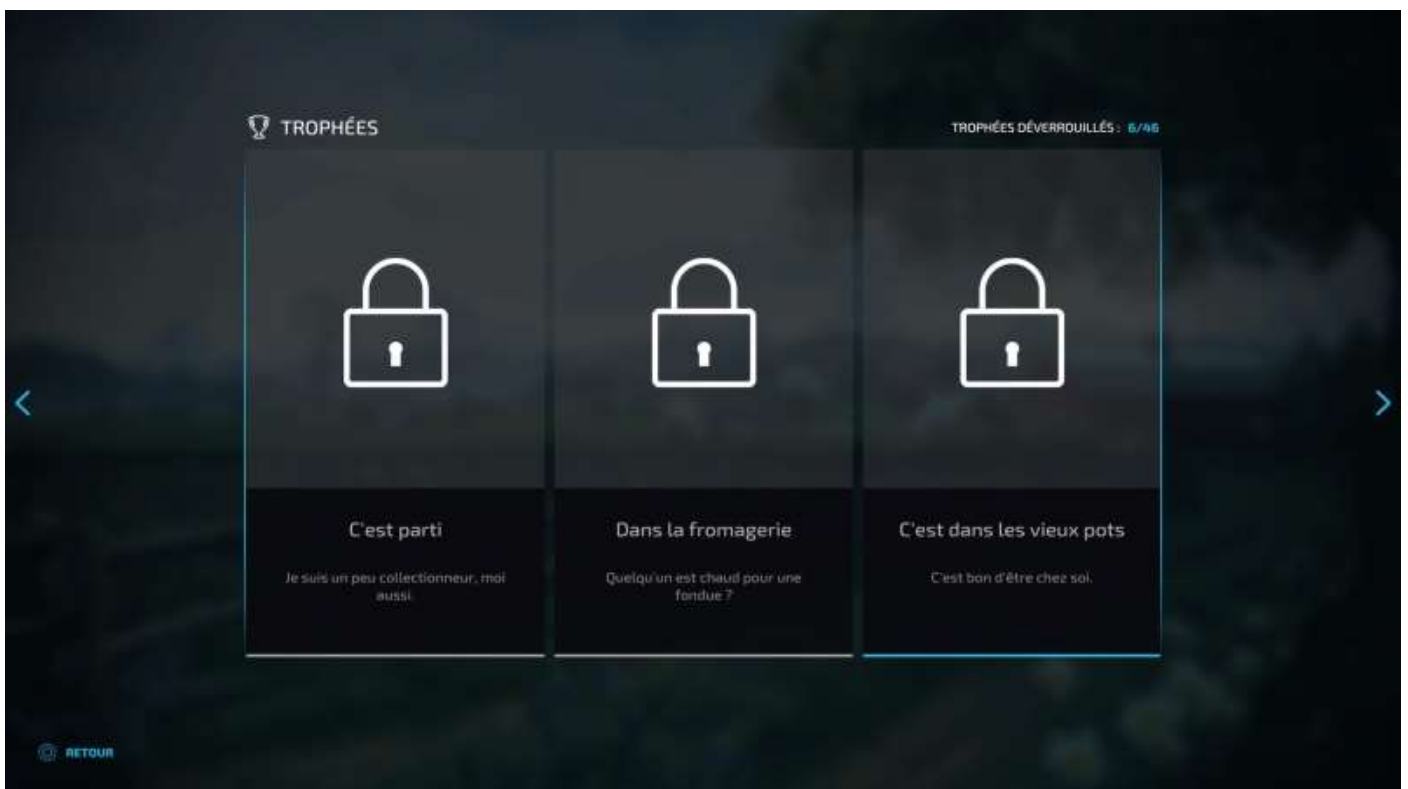 TROPHÉES
TROPHÉES DÉVERROUILLÉS : 6/46
C'est parti
Je suis un peu collectionneur, moi
aussi.
Dans la fromagerie
Quelqu'un est chaud pour une
fondue ?
C'est dans les vieux pots
C'est bon d'être chez soi.
RETOUR